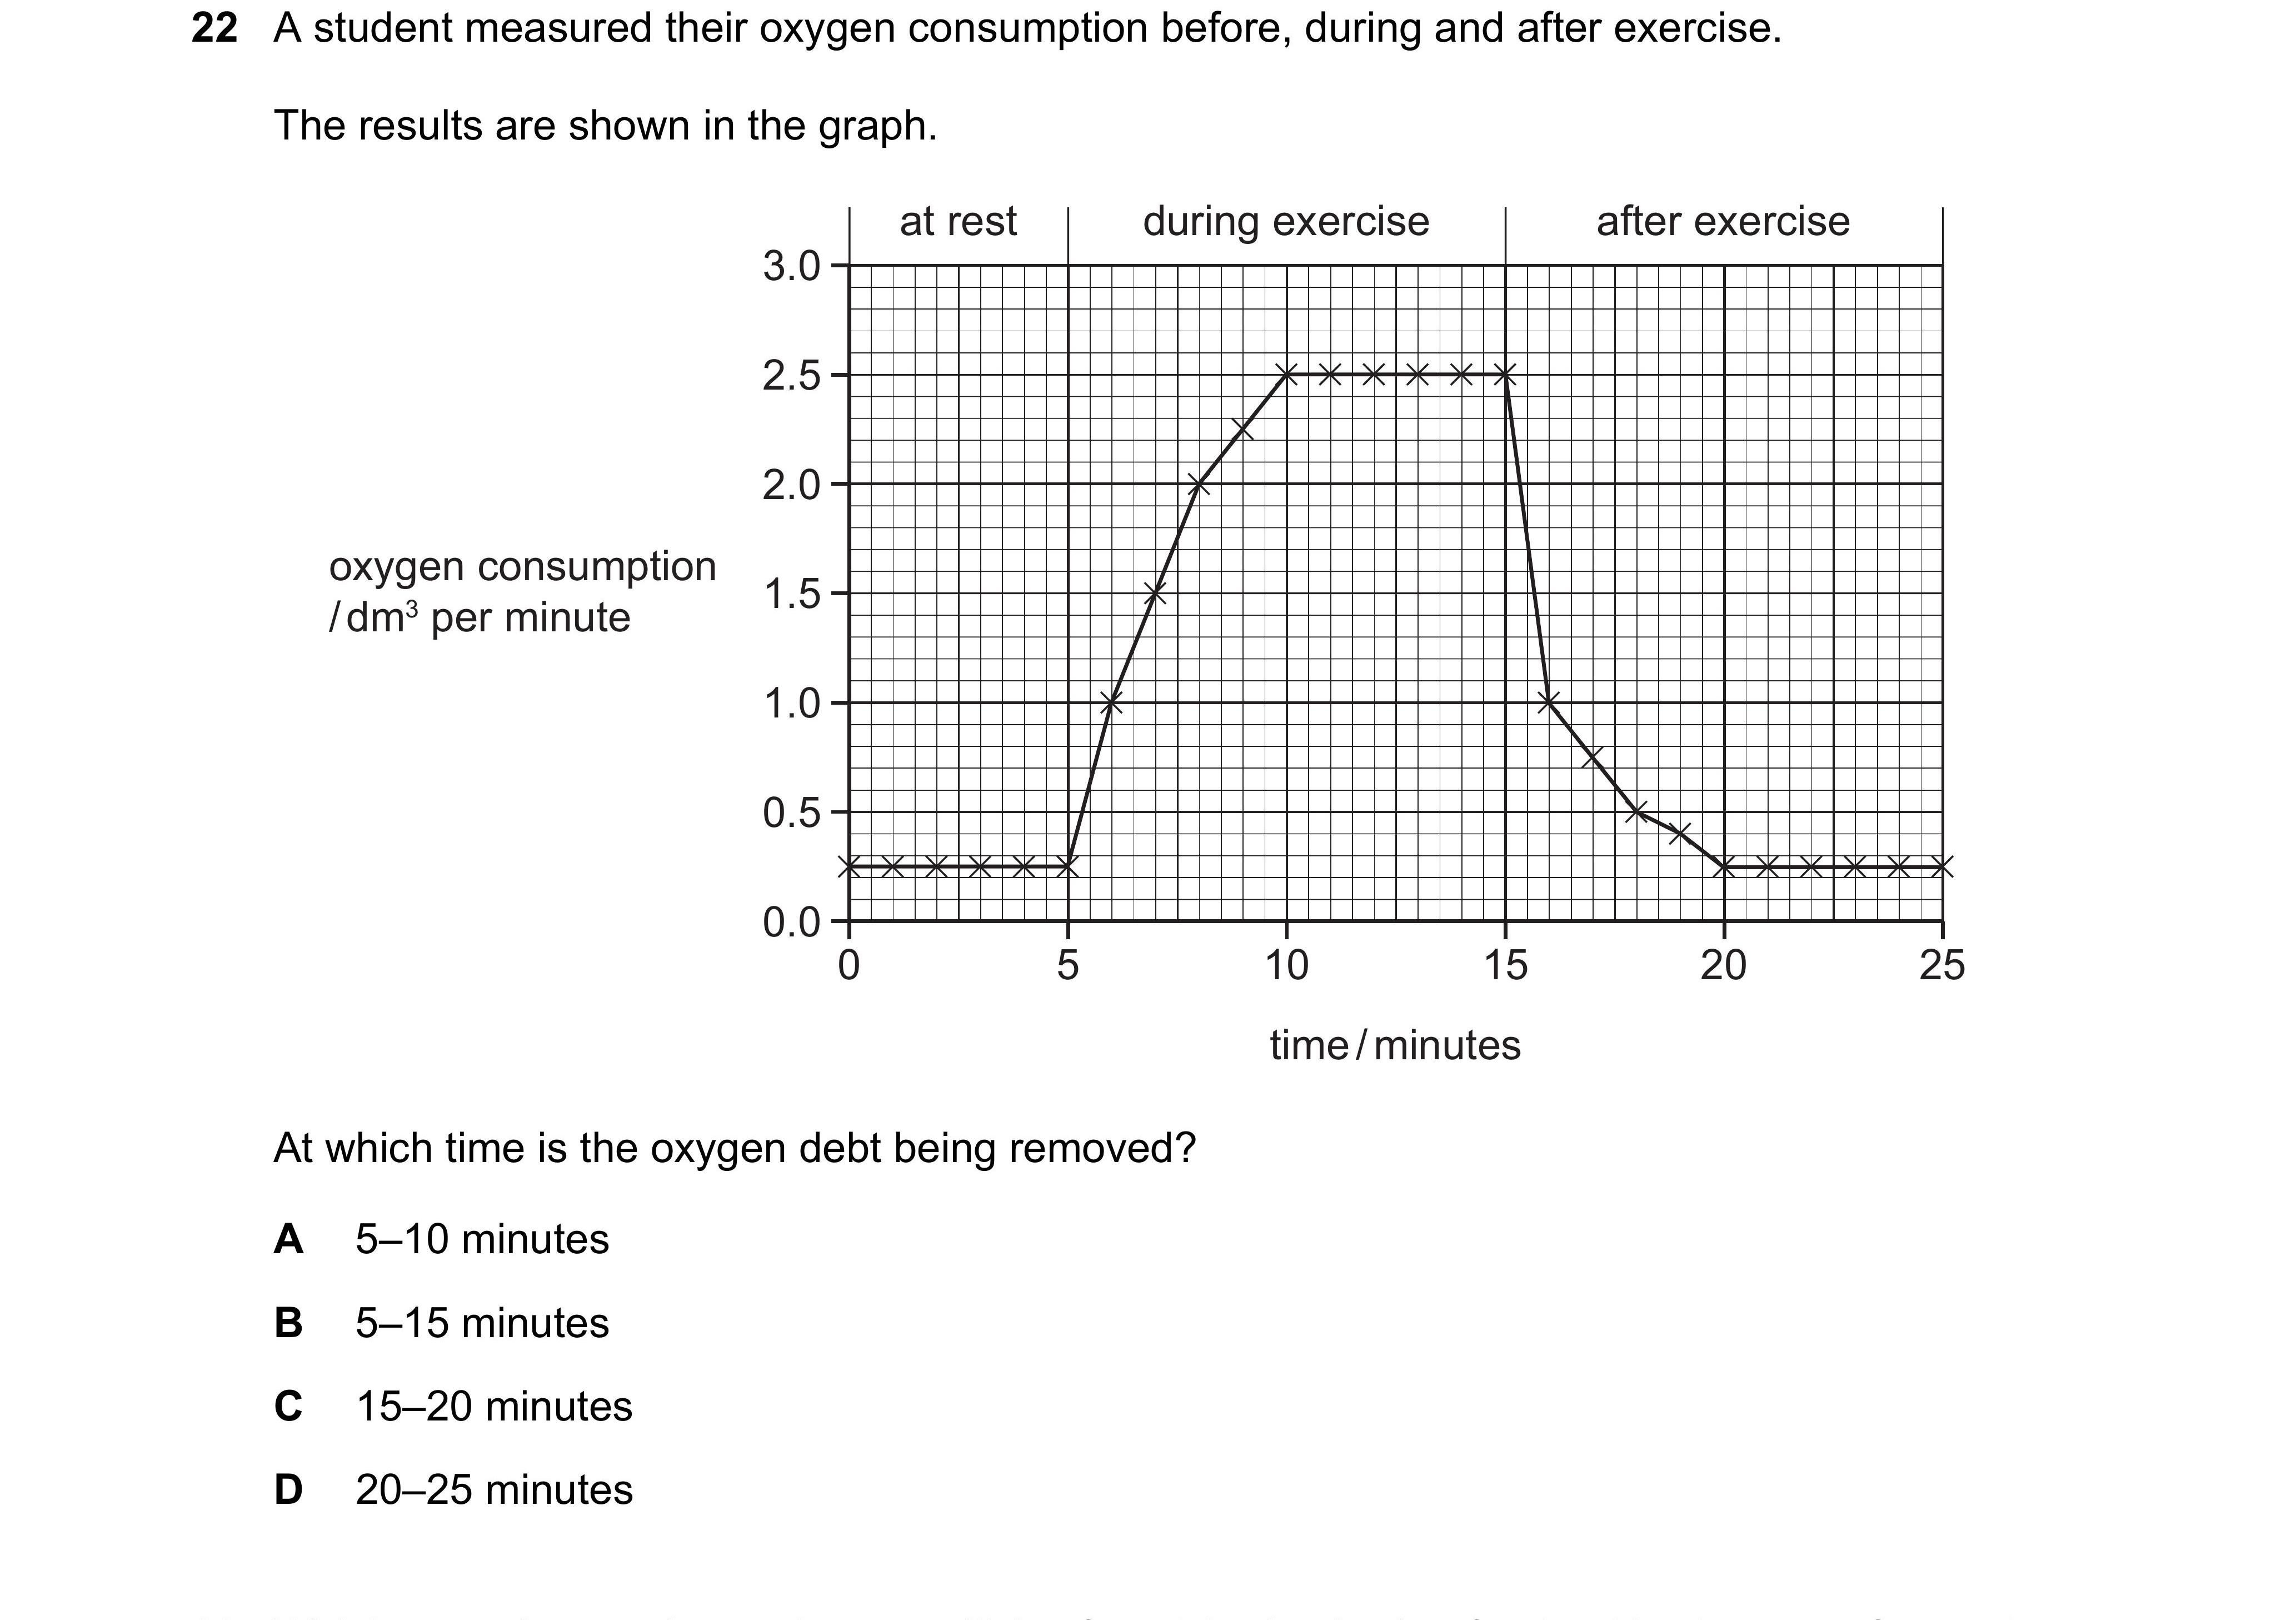 22 A student measured their oxygen consumption before, during and after exercise.
The results are shown in the graph.
at rest during exercise after exercise
3.0
2.5
2.0
1.5
1.0
0.5
0.0
oxygen consumption
/ dm³ per minute
0 5 10 15 20 25
time / minutes
At which time is the oxygen debt being removed?
A 5–10 minutes
B 5–15 minutes
C 15–20 minutes
D 20–25 minutes